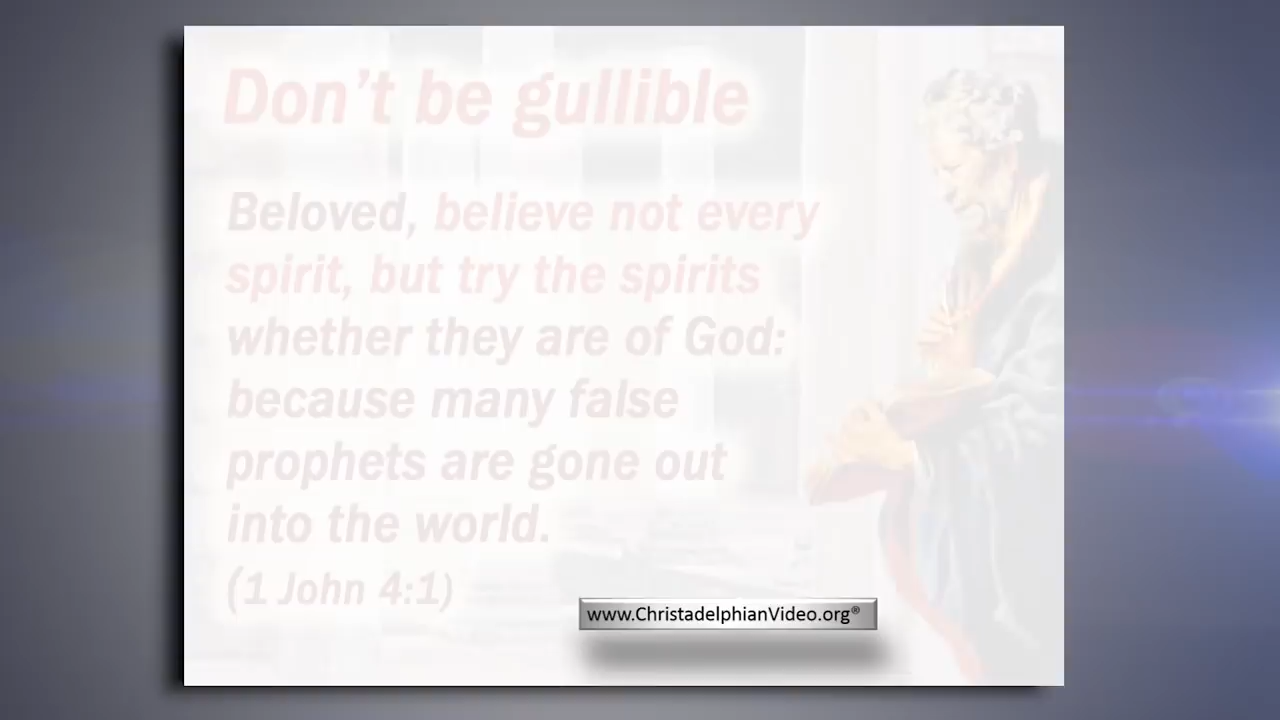 Don't be gullible
Beloved, believe not every
spirit, but try the spirits
whether they are of God:
because many false
prophets are gone out
into the world.
(1 John 4:1)
www.ChristadelphianVideo.org®